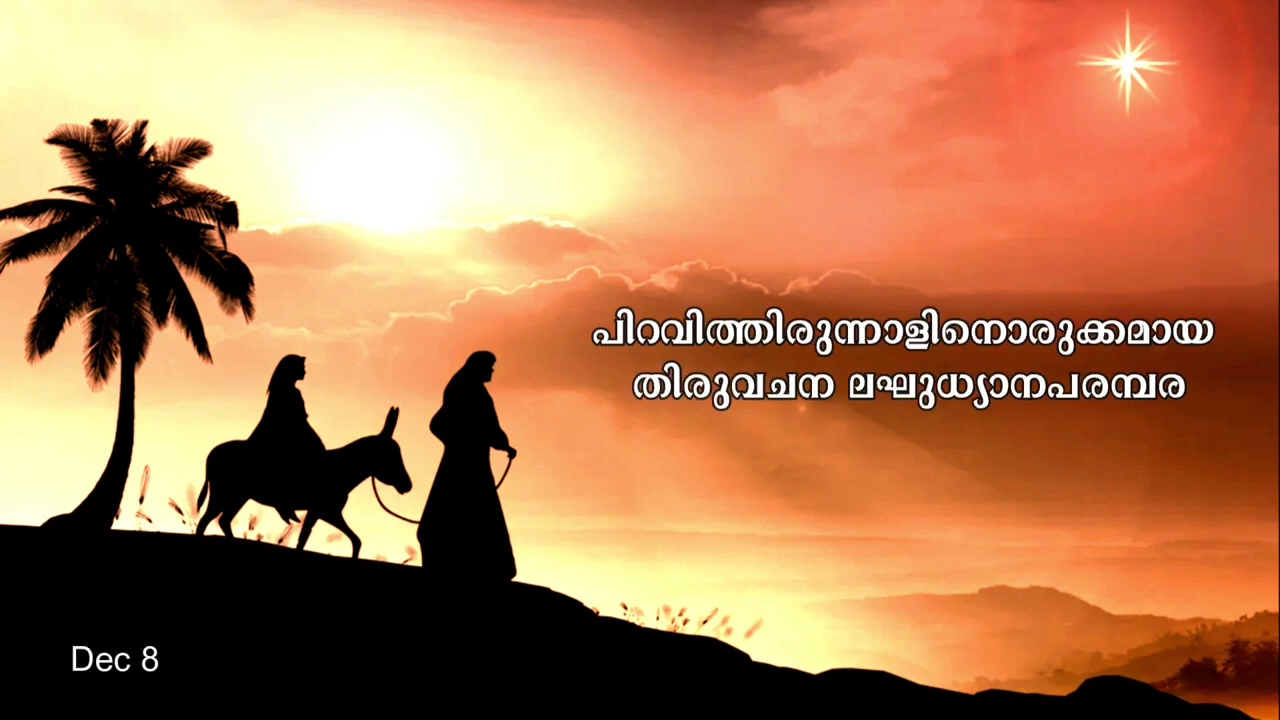 പിറവിത്തിരുന്നാളിനൊരുക്കമായ
തിരുവചന ലഘുധ്യാനപരമ്പര
Dec 8